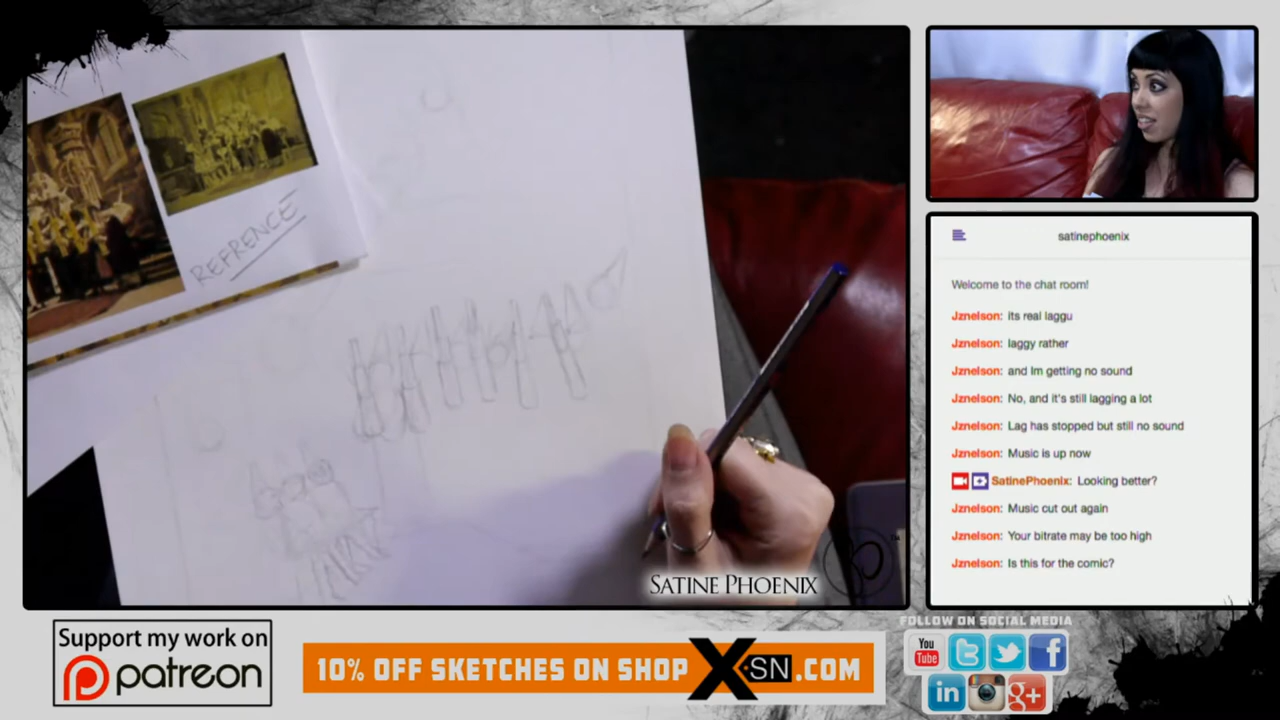 REFRENCE
SATINE PHOENIX
satinephoenix
Welcome to the chat room!
Jznelson: its real laggu
Jznelson: laggy rather
Jznelson: and Im getting no sound
Jznelson: No, and it's still lagging a lot
Jznelson: Lag has stopped but still no sound
Jznelson: Music is up now
SatinePhoenix: Looking better?
Jznelson: Music cut out again
Jznelson: Your bitrate may be too high
Jznelson: Is this for the comic?
Support my work on
patreon
10% OFF SKETCHES ON SHOP X-SN.COM
FOLLOW ON SOCIAL MEDIA
You
Tube
in
g+